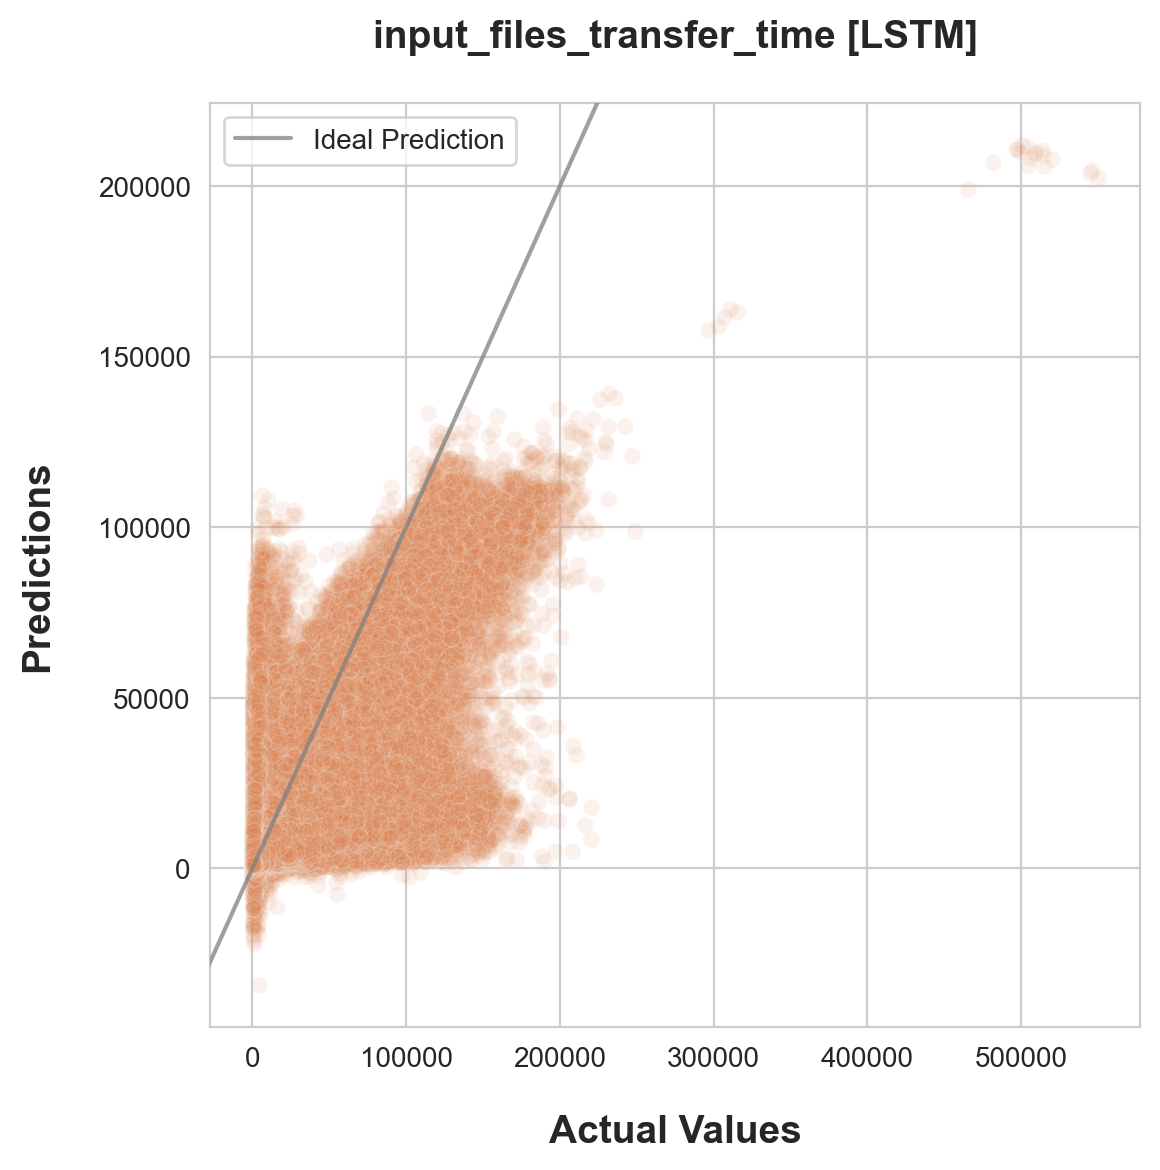 input_files_transfer_time [LSTM]
Ideal Prediction
200000
150000
100000
50000
0
Predictions
0 100000 200000 300000 400000 500000
Actual Values